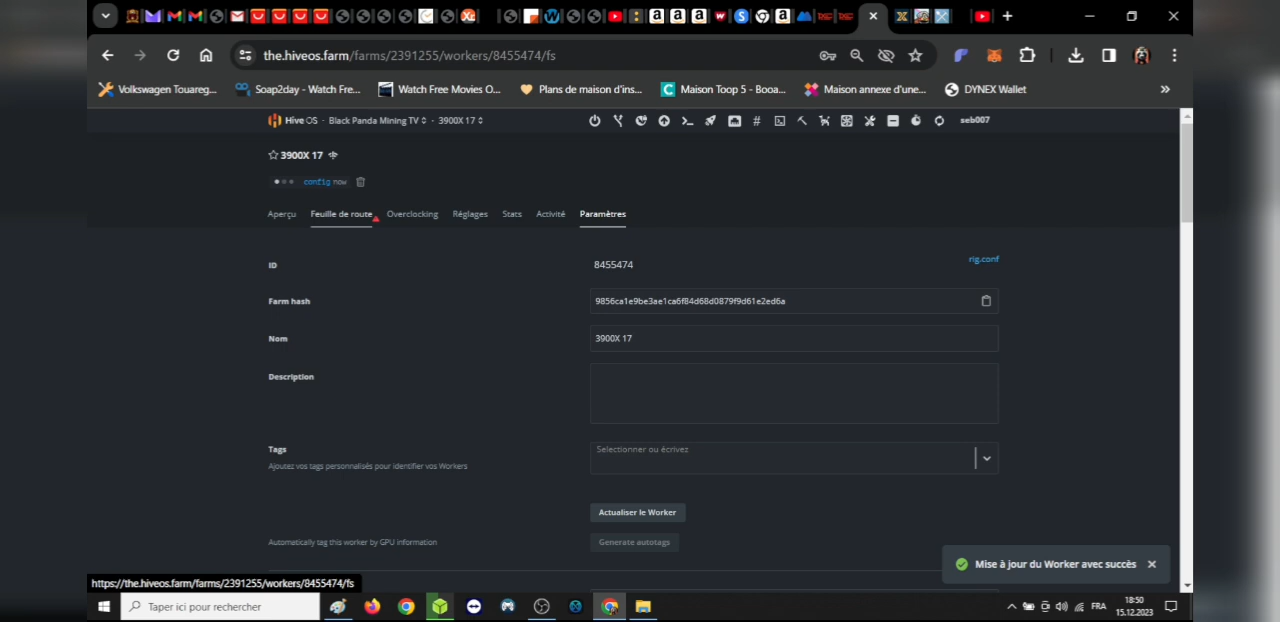 the.hiveos.farm/farms/2391255/workers/8455474/fs
Volkswagen Touareg...
Soap2day - Watch Fre...
Watch Free Movies O...
Plans de maison d'ins...
Maison Toop 5 - Booa...
Maison annexe d'une...
DYNEX Wallet
Hive OS · Black Panda Mining TV · 3900X 17
seb007
3900X 17
config now
Aperçu
Feuille de route
Overclocking
Réglages
Stats
Activité
Paramètres
ID
8455474
rig.conf
Farm hash
9856ca1e9be3ae1ca6f84d68d0879f9d61e2ed6a
Nom
3900X 17
Description
Tags
Ajoutez vos tags personnalisés pour identifier vos Workers
Selectionner ou écrivez
Actualiser le Worker
Automatically tag this worker by GPU information
Generate autotags
Mise à jour du Worker avec succès
https://the.hiveos.farm/farms/2391255/workers/8455474/fs
Taper ici pour rechercher
FRA
18:50
15.12.2023